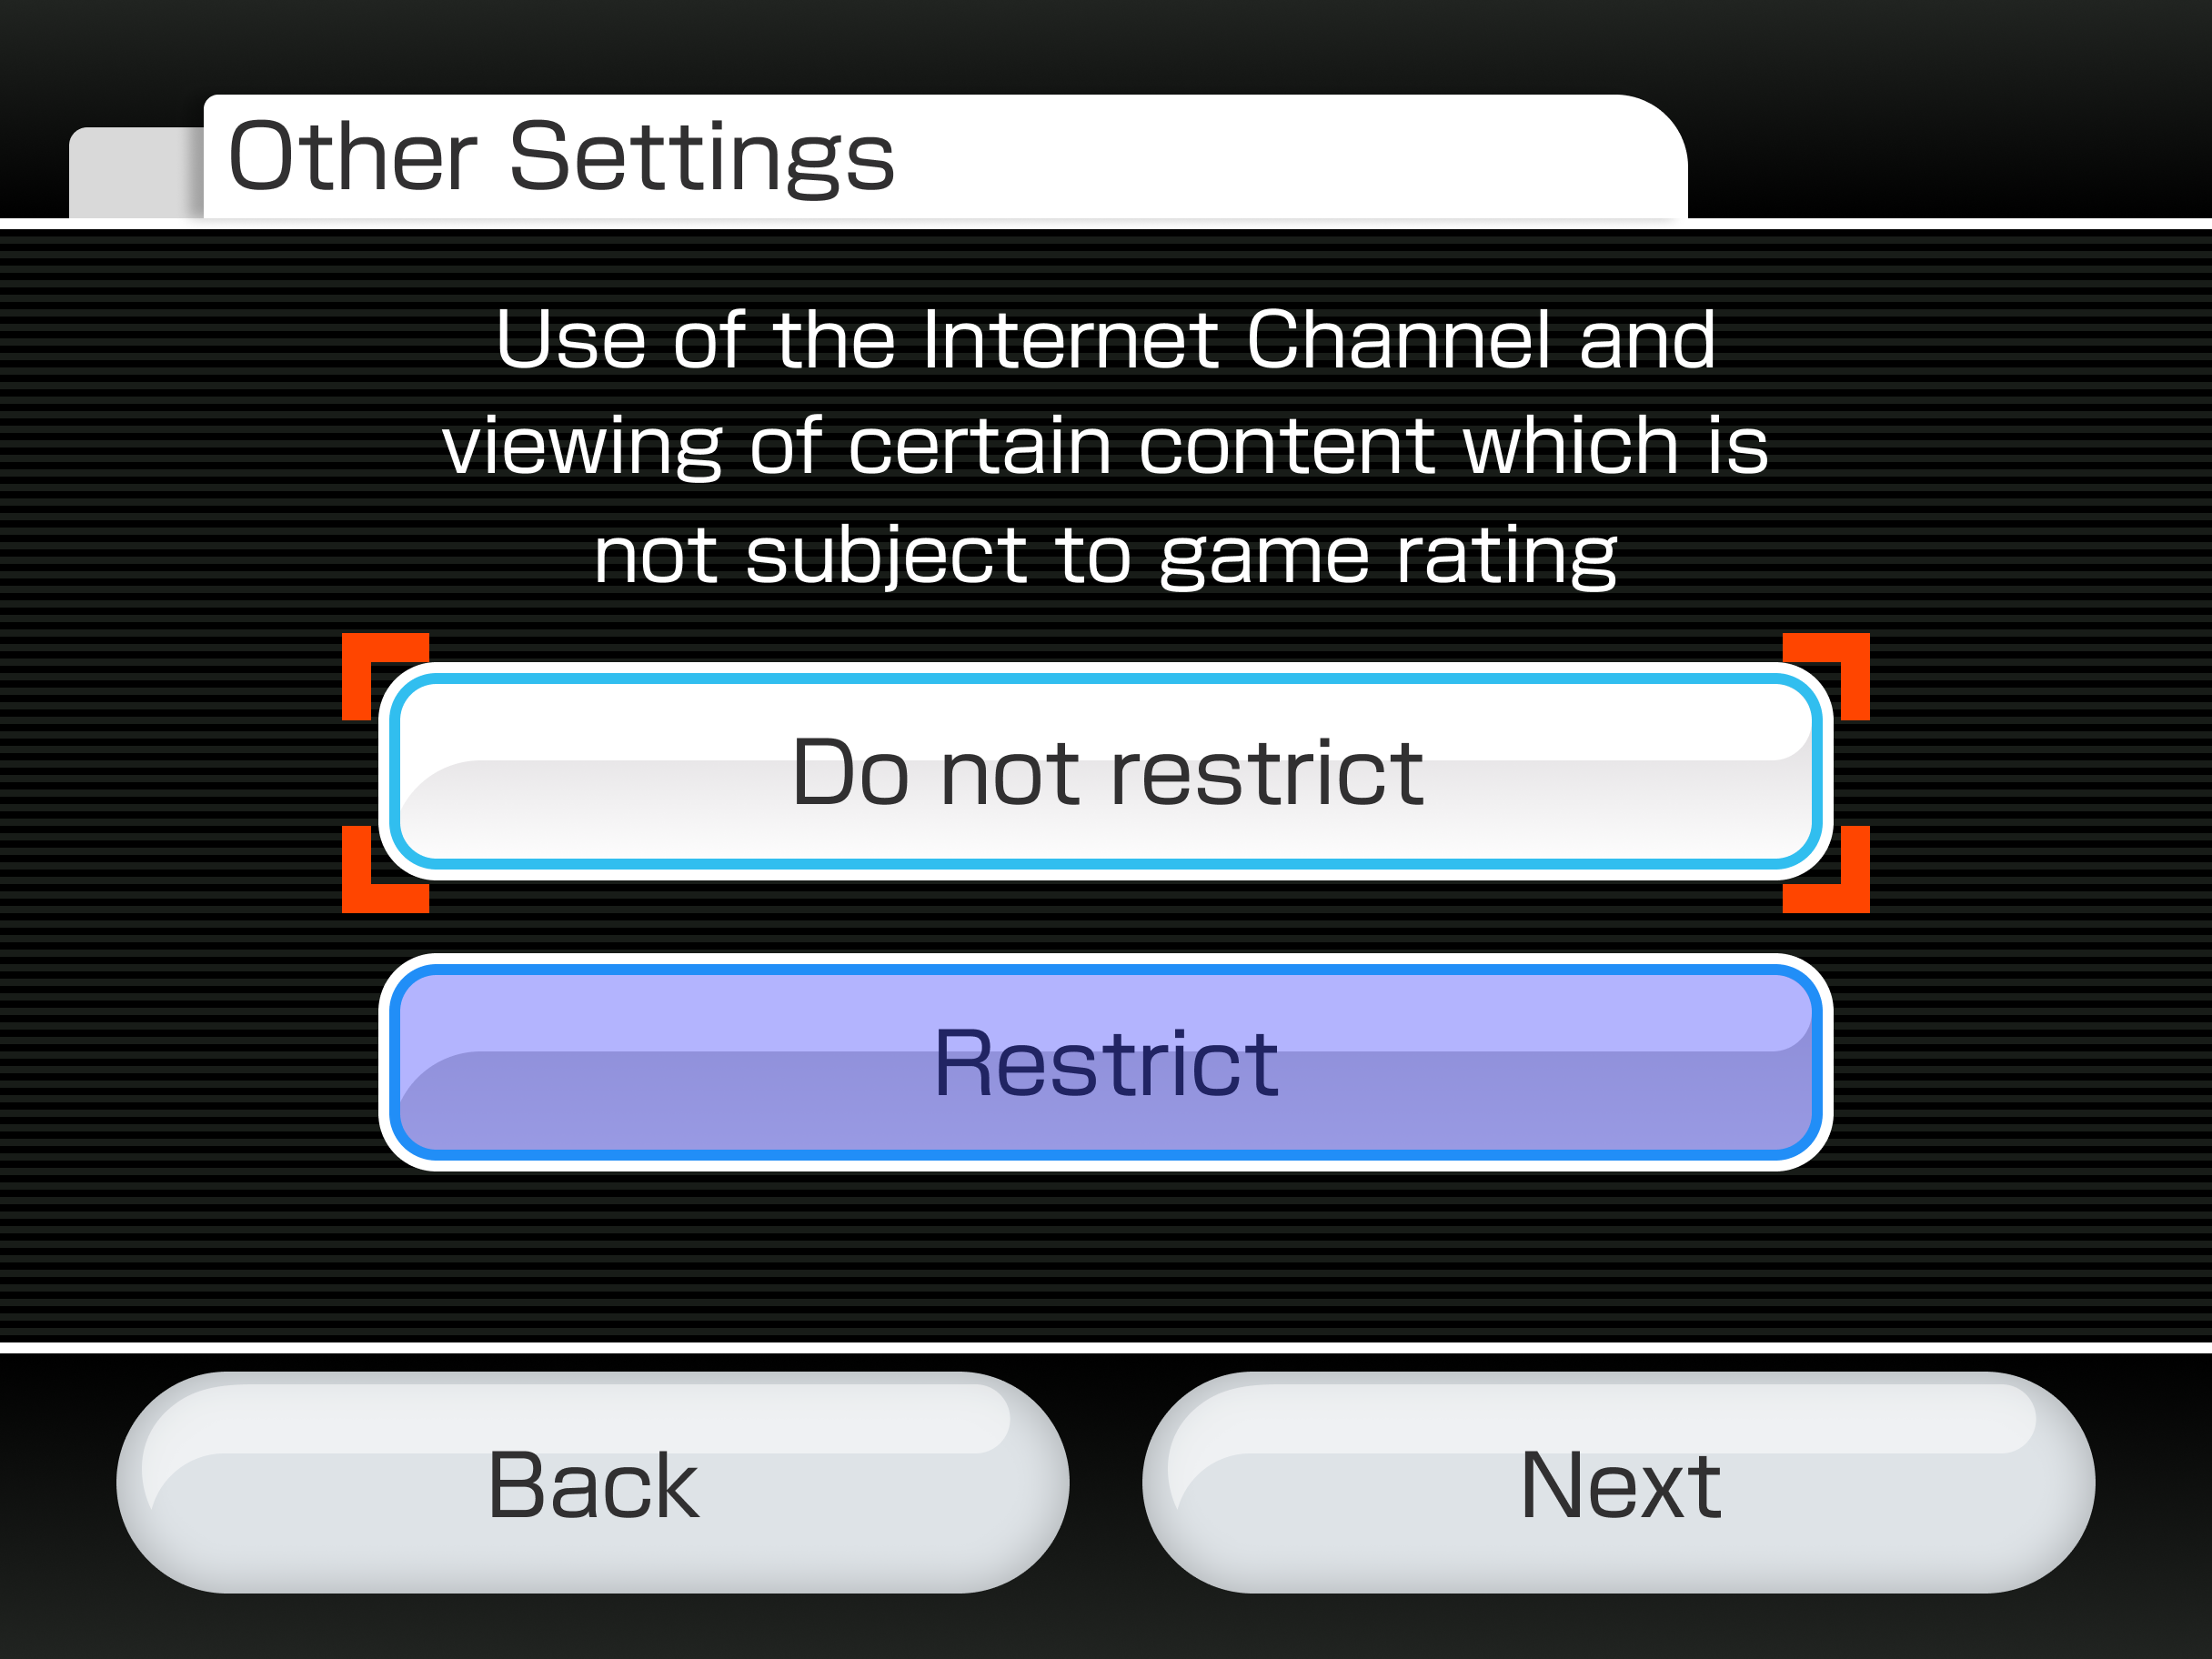 Other Settings
Use of the Internet Channel and
viewing of certain content which is
not subject to game rating
Do not restrict
Restrict
Back
Next